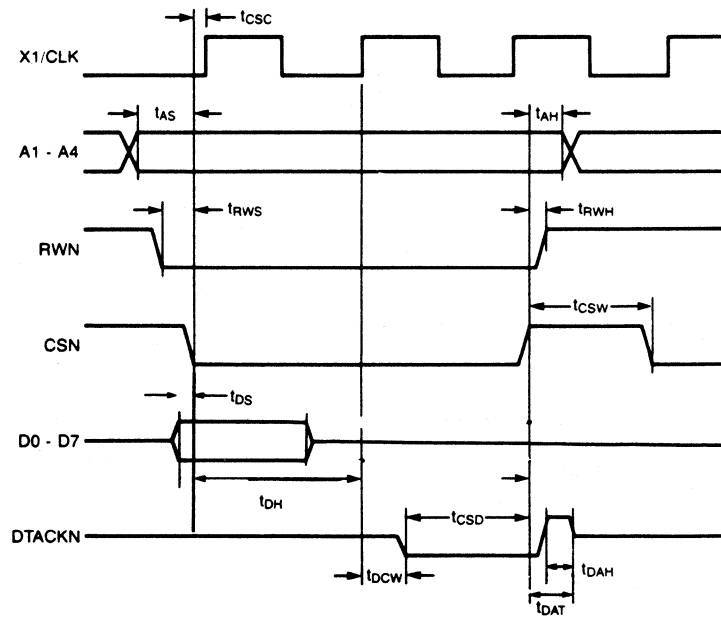 tCSC
X1/CLK
tAS
tAH
A1 - A4
tRWS
tRWH
RWN
tCSW
CSN
tDS
D0 - D7
tDH
tCSD
DTACKN
tDCW
tDAH
tDAT